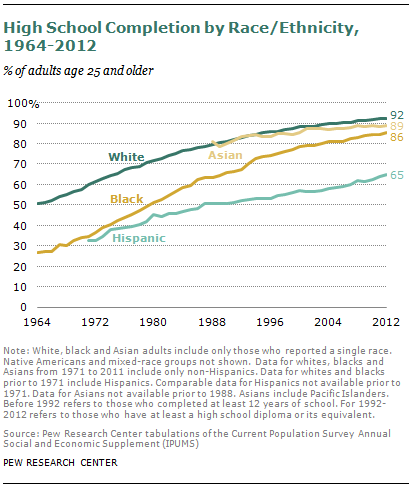 High School Completion by Race/Ethnicity,
1964-2012
% of adults age 25 and older
100%
90
80
70
60
50
40
30
20
10
0
White
Asian
Black
Hispanic
92
89
86
65
1964
1972
1980
1988
1996
2004
2012
Note: White, black and Asian adults include only those who reported a single race.
Native Americans and mixed-race groups not shown. Data for whites, blacks and
Asians from 1971 to 2011 include only non-Hispanics. Data for whites and blacks
prior to 1971 include Hispanics. Comparable data for Hispanics not available prior to
1971. Data for Asians not available prior to 1988. Asians include Pacific Islanders.
Before 1992 refers to those who completed at least 12 years of school. For 1992-
2012 refers to those who have at least a high school diploma or its equivalent.
Source: Pew Research Center tabulations of the Current Population Survey Annual
Social and Economic Supplement (IPUMS)
PEW RESEARCH CENTER